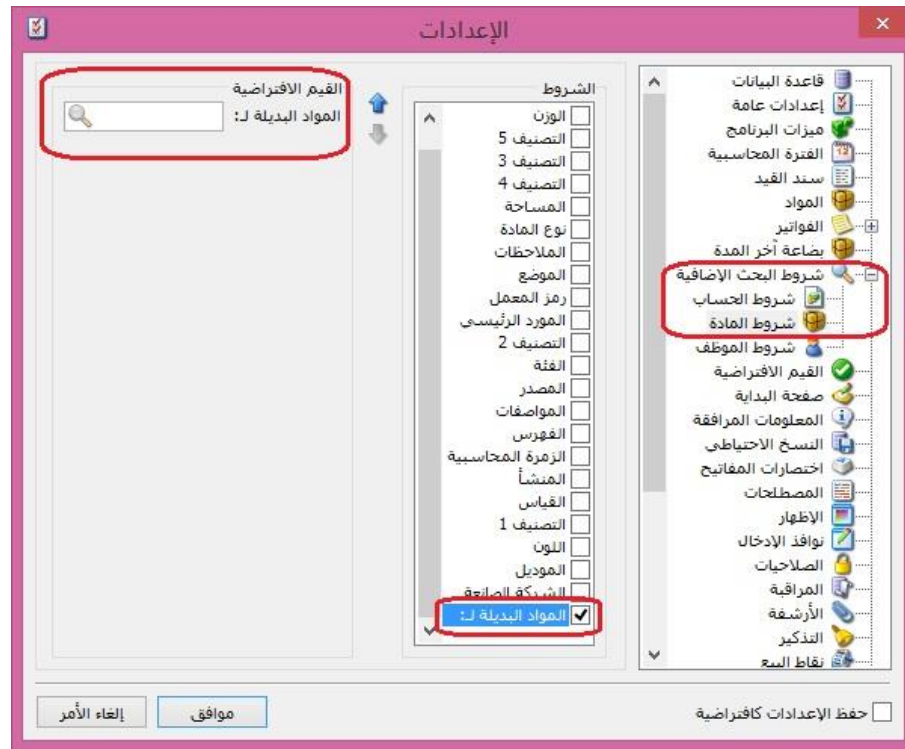 الإعدادات
قاعدة البيانات
إعدادات عامة
ميزات البرنامج
الفترة المحاسبية
سند القيد
المواد
الفواتير
بضاعة آخر المدة
شروط البحث الإضافية
شروط الحساب
شروط المادة
شروط الموظف
القيم الافتراضية
صفحة البداية
المعلومات المرافقة
النسخ الاحتياطي
اختصارات المفاتيح
المصطلحات
الإظهار
نوافذ الإدخال
الصلاحيات
المراقبة
الأرشفة
التذكير
نقاط البيع
الشروط
الوزن
التصنيف 5
التصنيف 3
التصنيف 4
المساحة
نوع المادة
الملاحظات
الموضع
رمز المعمل
المورد الرئيسي
التصنيف 2
الفئة
المصدر
المواصفات
الفهرس
الزمرة المحاسبية
المنشأ
القياس
التصنيف 1
اللون
الموديل
الشركة الصانعة
المواد البديلة لـ:
القيم الافتراضية
المواد البديلة لـ:
حفظ الإعدادات كافتراضية
موافق
إلغاء الأمر